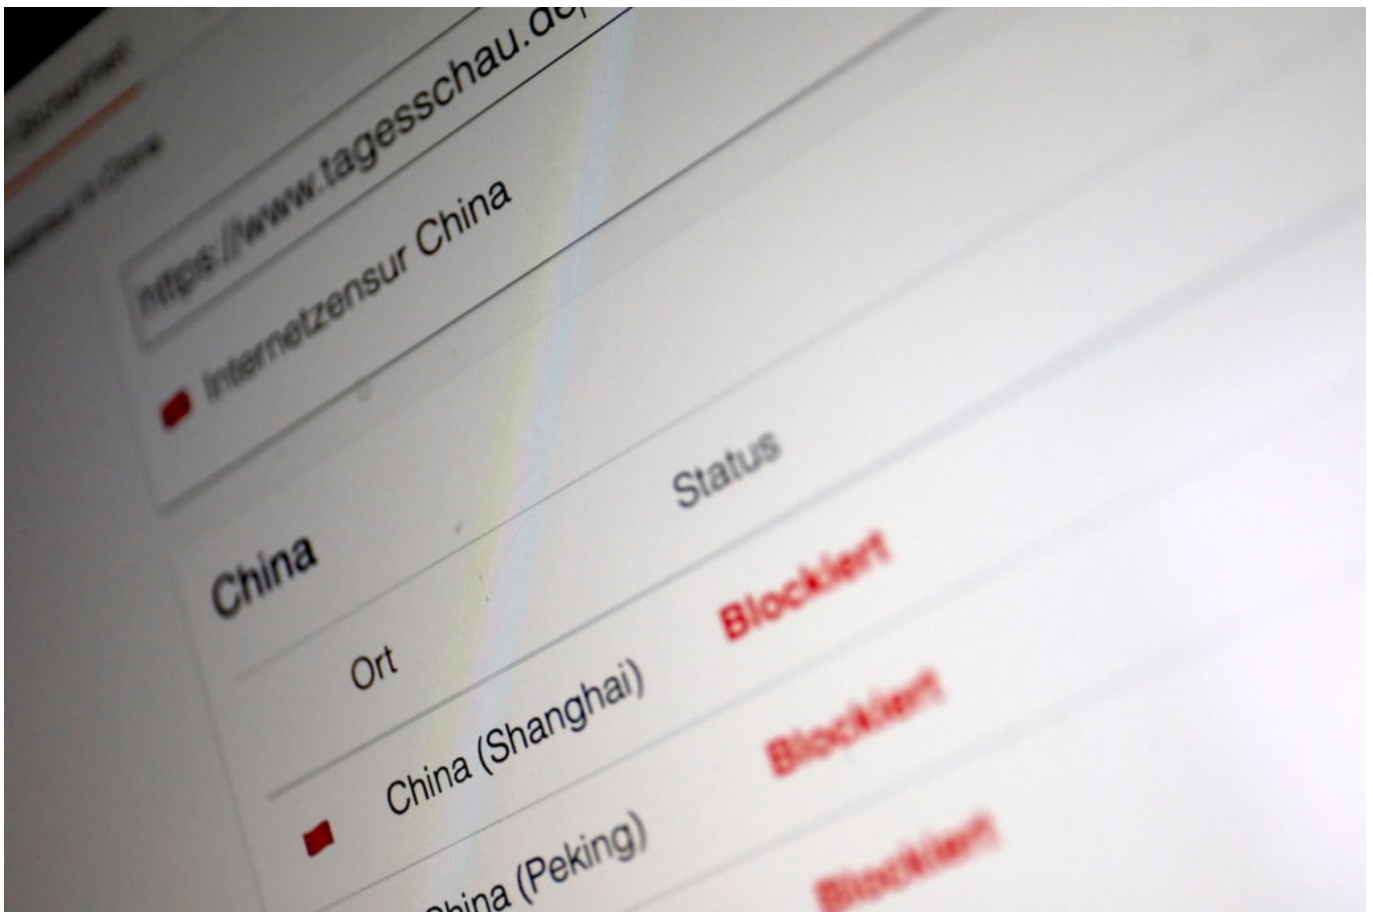 https://www.tagesschau.de/
Internetzensur China
China
Ort Status
China (Shanghai) Blockiert
China (Peking) Blockiert
Blockiert